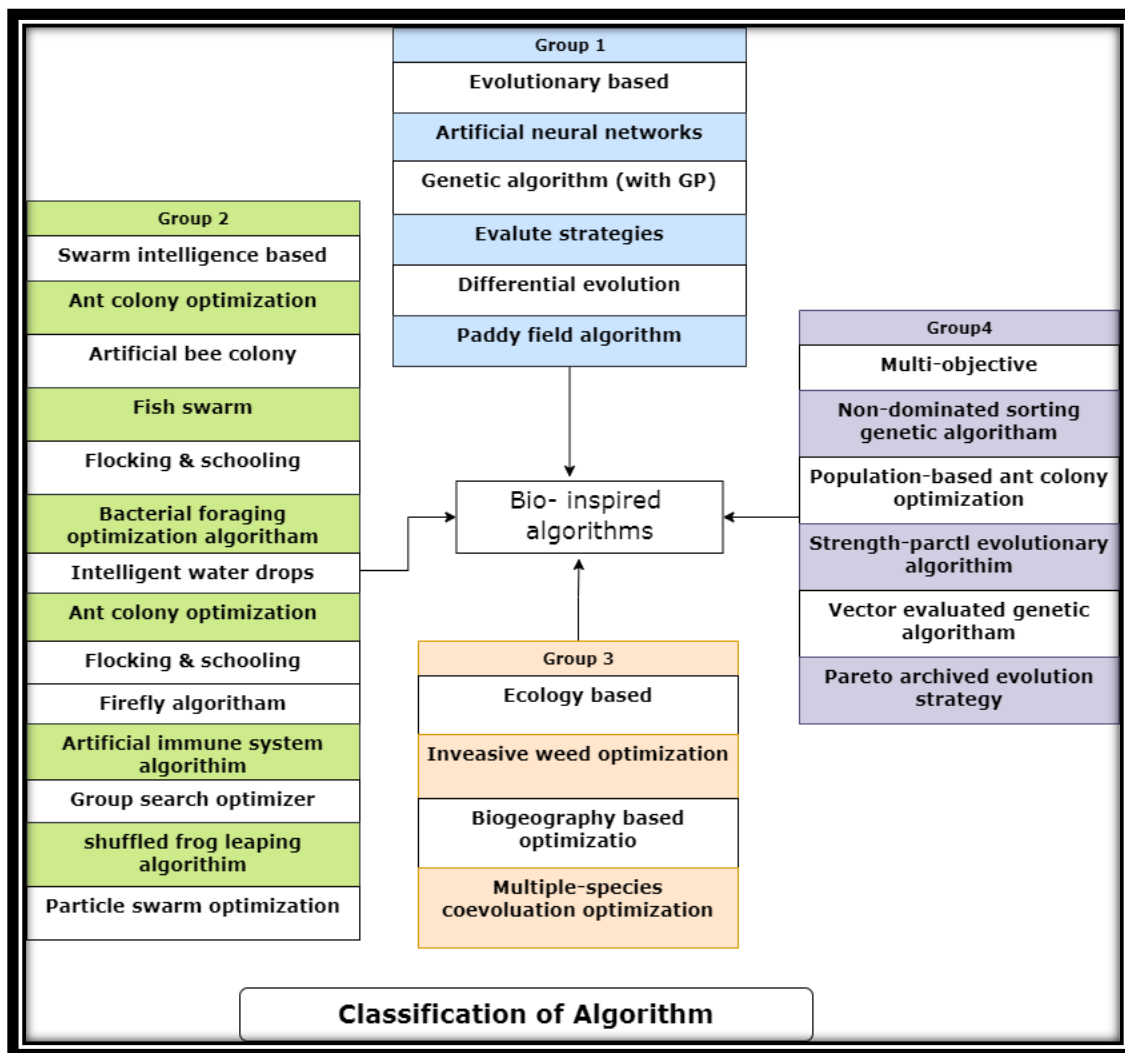 Group 1
Evolutionary based
Artificial neural networks
Genetic algorithm (with GP)
Evalute strategies
Differential evolution
Paddy field algorithm
Group 2
Swarm intelligence based
Ant colony optimization
Artificial bee colony
Fish swarm
Flocking & schooling
Bacterial foraging
optimization algoritham
Intelligent water drops
Ant colony optimization
Flocking & schooling
Firefly algoritham
Artificial immune system
algorithim
Group search optimizer
shuffled frog leaping
algorithim
Particle swarm optimization
Bio- inspired
algorithms
Group 3
Ecology based
Inveasive weed optimization
Biogeography based
optimizatio
Multiple-species
coevoluation optimization
Group4
Multi-objective
Non-dominated sorting
genetic algoritham
Population-based ant colony
optimization
Strength-parctl evolutionary
algorithim
Vector evaluated genetic
algoritham
Pareto archived evolution
strategy
Classification of Algorithm